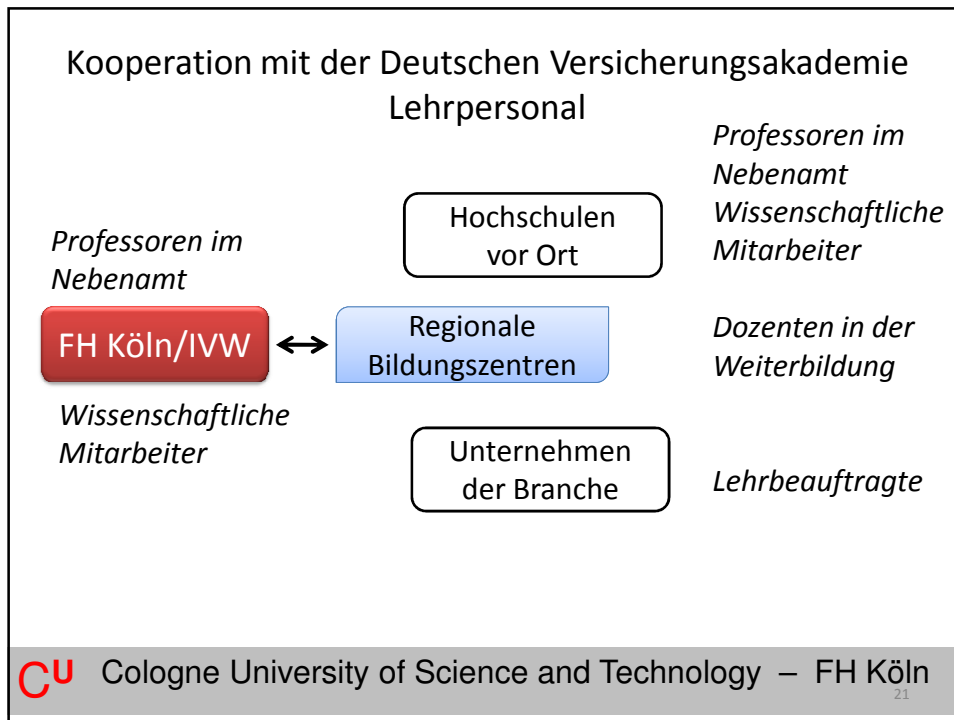 Kooperation mit der Deutschen Versicherungsakademie
Lehrpersonal
Professoren im
Nebenamt
FH Köln/IVW
Wissenschaftliche
Mitarbeiter
Hochschulen
vor Ort
Regionale
Bildungszentren
Unternehmen
der Branche
Professoren im
Nebenamt
Wissenschaftliche
Mitarbeiter
Dozenten in der
Weiterbildung
Lehrbeauftragte
CU Cologne University of Science and Technology – FH Köln
21